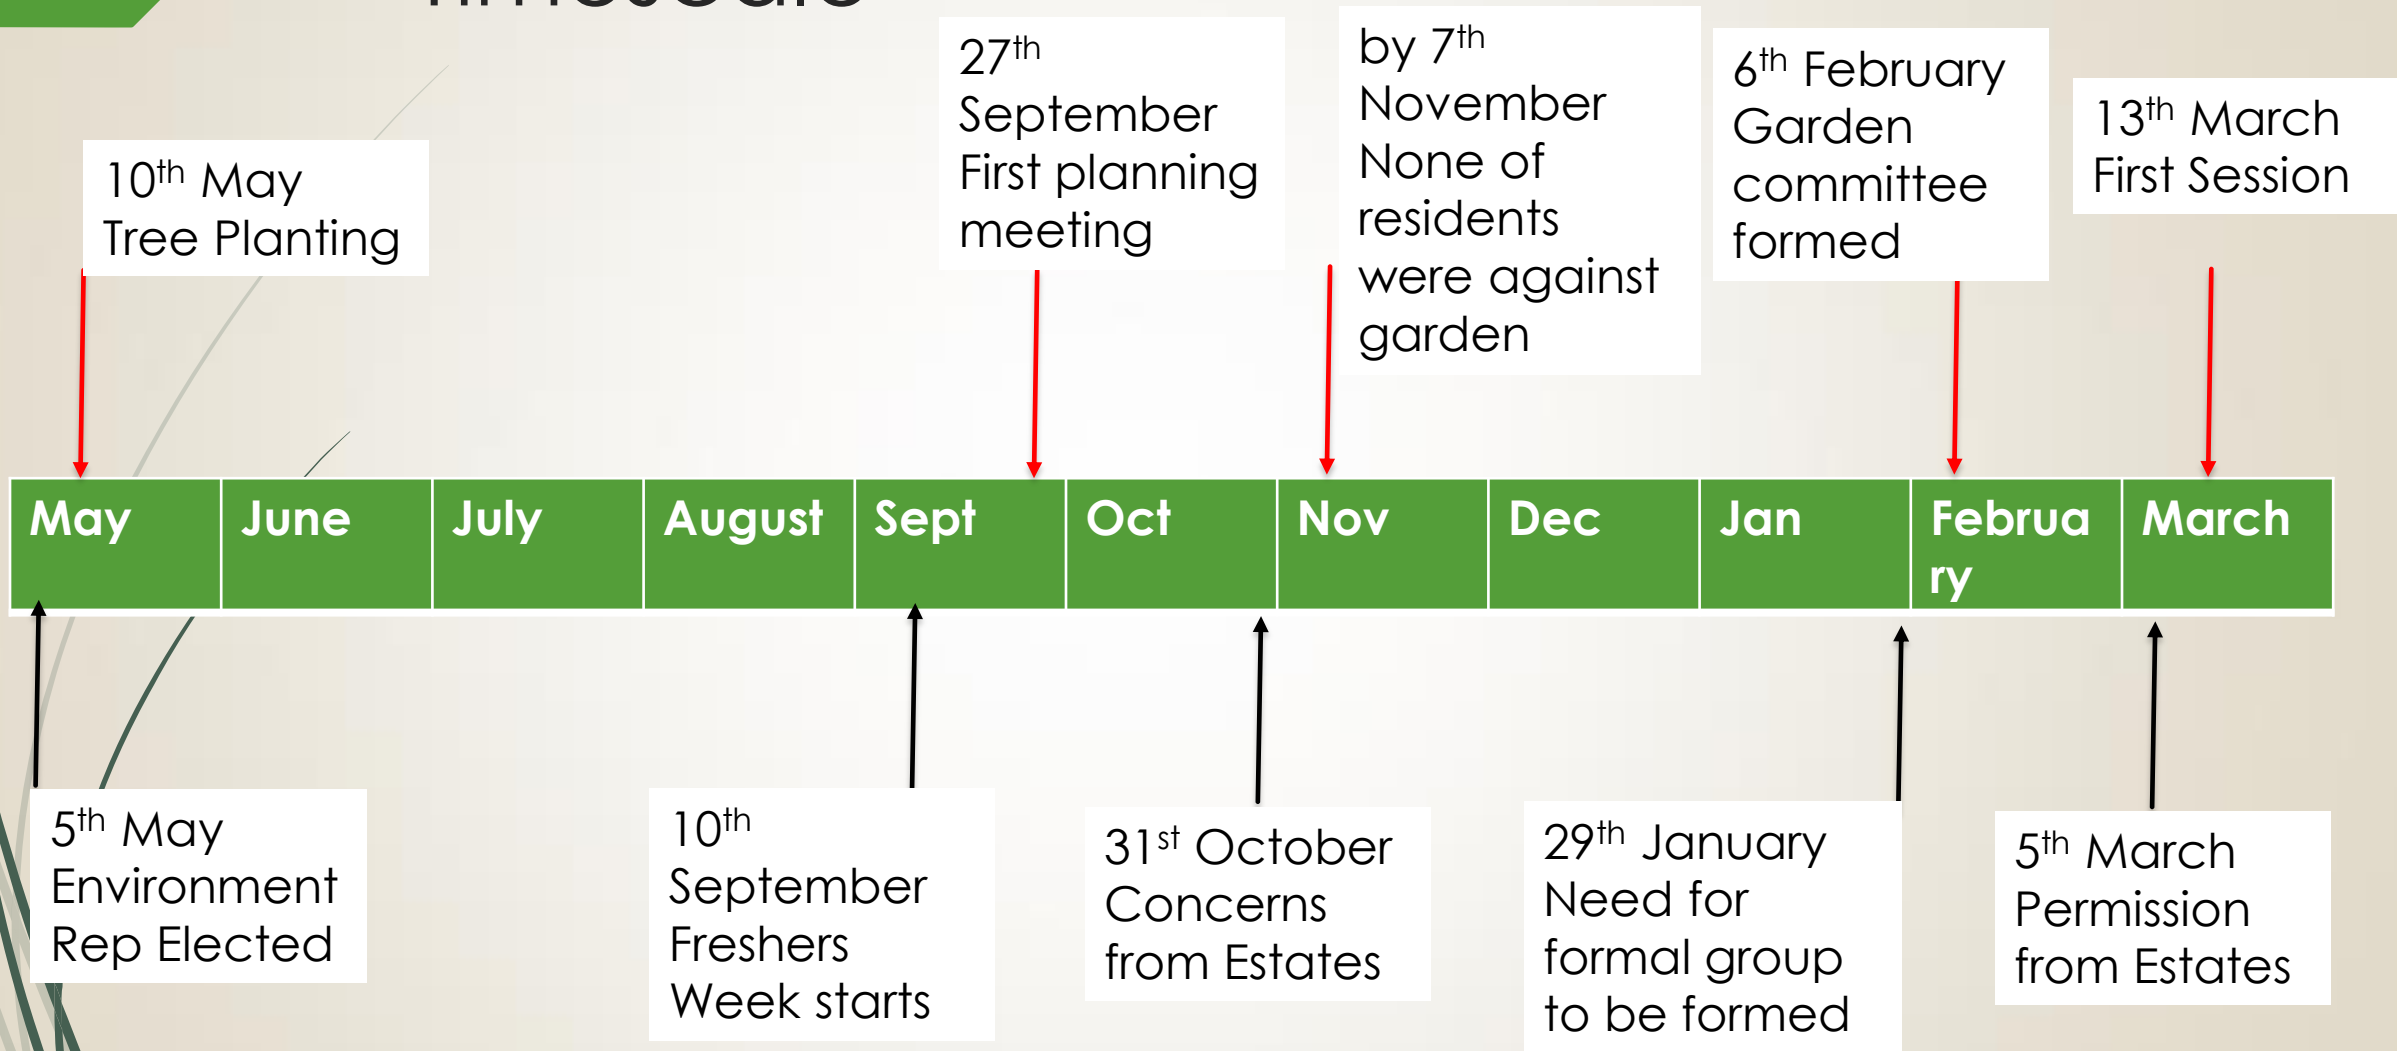 10th May
Tree Planting
27th
September
First planning
meeting
by 7th
November
None of
residents
were against
garden
6th February
Garden
committee
formed
13th March
First Session
May
June
July
August
Sept
Oct
Nov
Dec
Jan
Februa
ry
March
5th May
Environment
Rep Elected
10th
September
Freshers
Week starts
31st October
Concerns
from Estates
29th January
Need for
formal group
to be formed
5th March
Permission
from Estates